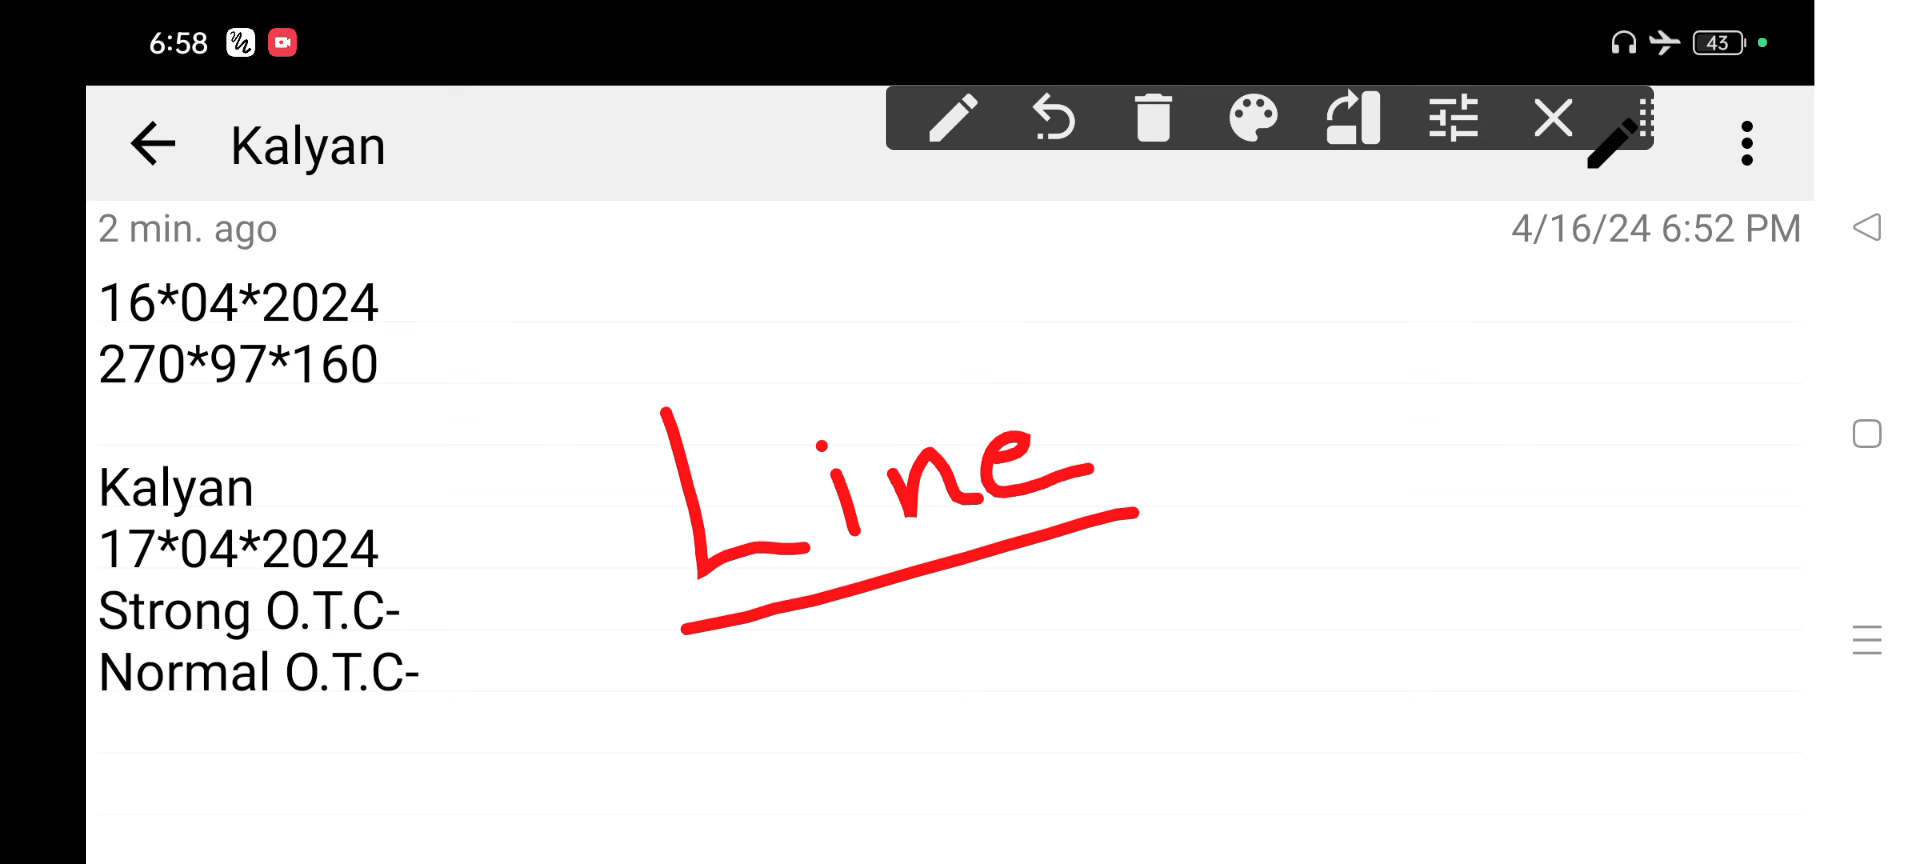 6:58
43
Kalyan
2 min. ago
4/16/24 6:52 PM
16*04*2024
270*97*160
Line
Kalyan
17*04*2024
Strong O.T.C-
Normal O.T.C-